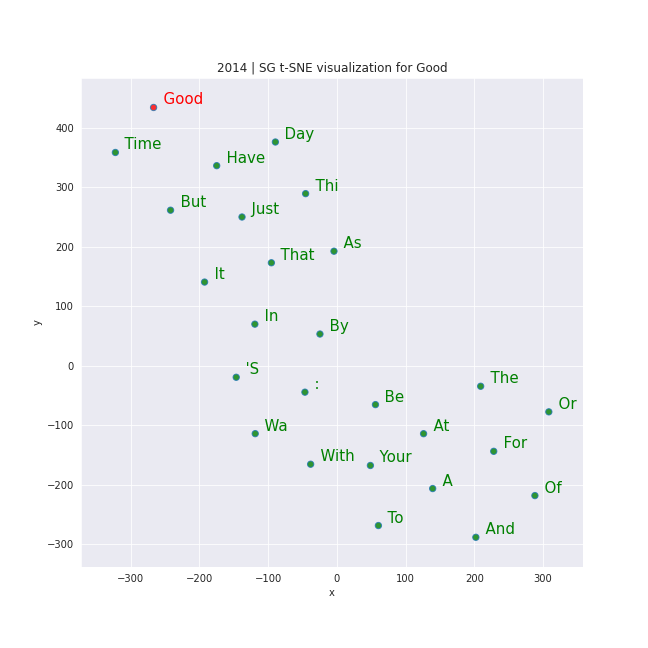 2014 | SG t-SNE visualization for Good
Good
Time
Day
Have
Thi
But
Just
As
That
It
In
By
'S
:
The
Be
Or
Wa
At
For
With
Your
A
Of
To
And
400
300
200
100
0
−100
−200
−300
y
−300 −200 −100 0 100 200 300
x